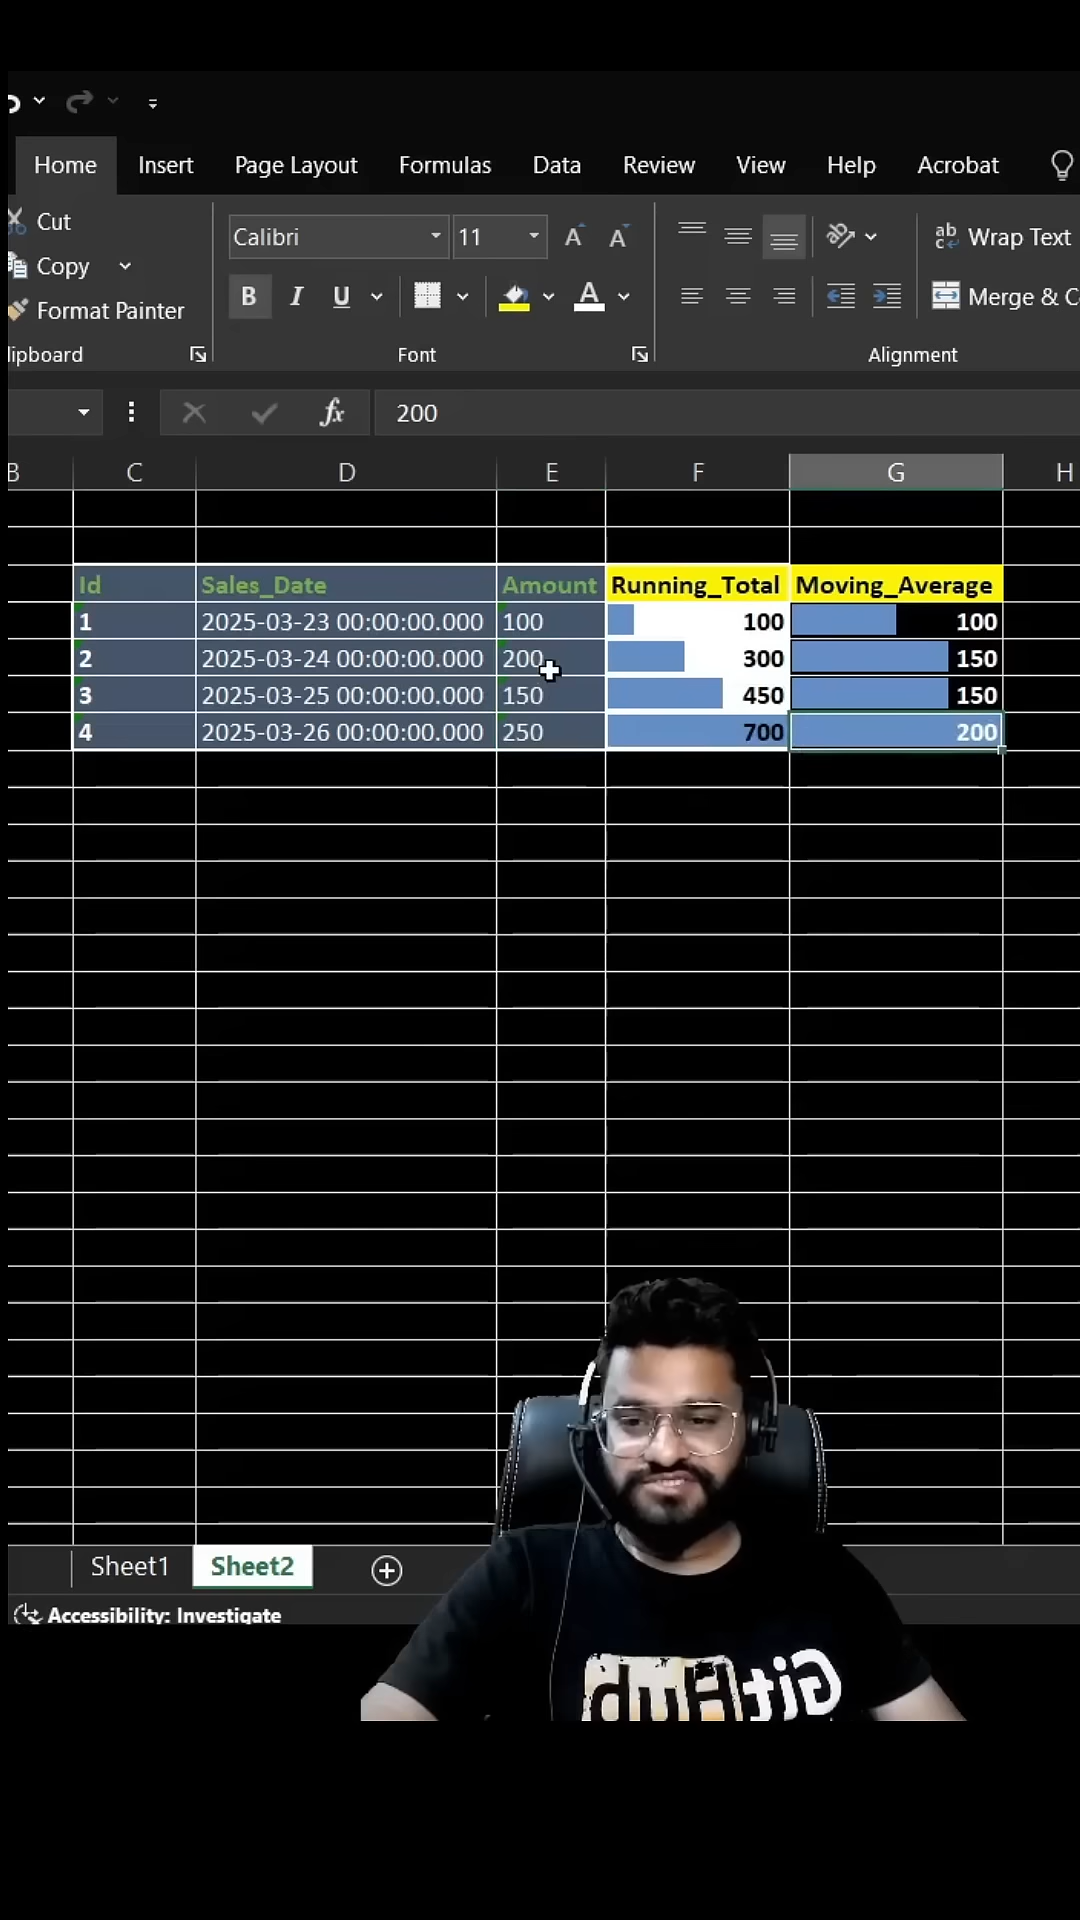 Home Insert Page Layout Formulas Data Review View Help Acrobat
Cut
Copy
Format Painter
Calibri 11
B I U A
Wrap Text
Merge & C
lipboard Font Alignment
fx 200
B C D E F G H
Id Sales_Date Amount Running_Total Moving_Average
1 2025-03-23 00:00:00.000 100 100 100
2 2025-03-24 00:00:00.000 200 300 150
3 2025-03-25 00:00:00.000 150 450 150
4 2025-03-26 00:00:00.000 250 700 200
Sheet1 Sheet2
Accessibility: Investigate
GitHub